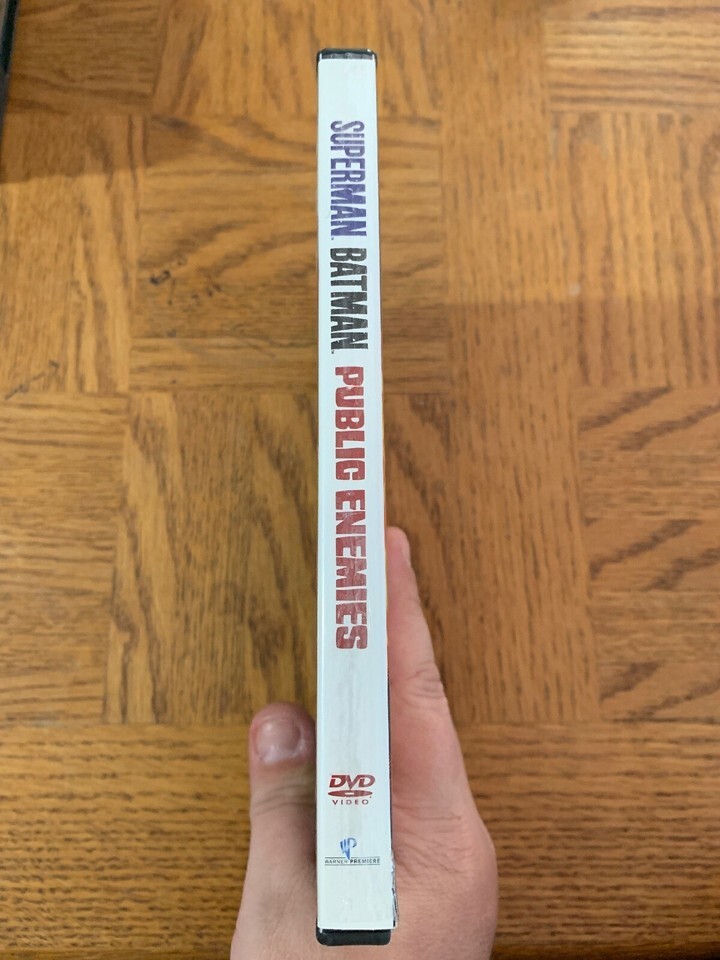 SUPERMAN. BATMAN. PUBLIC ENEMIES
DVD
VIDEO
WARNER PREMIERE